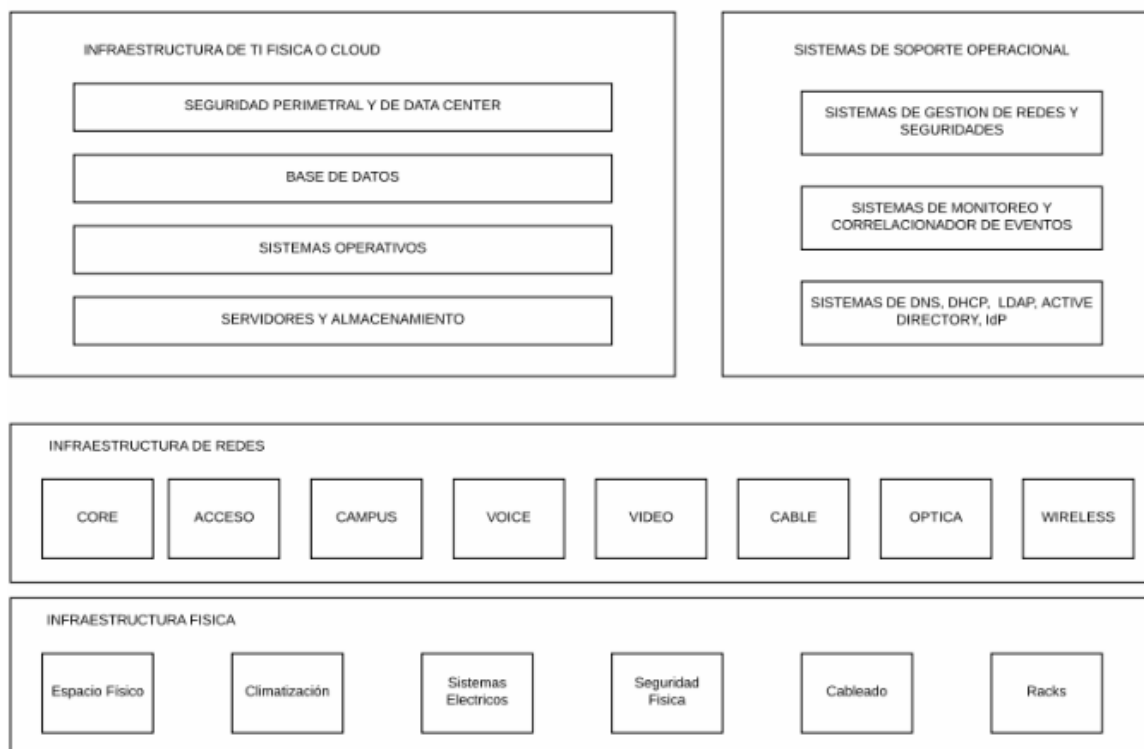 INFRAESTRUCTURA DE TI FISICA O CLOUD
SEGURIDAD PERIMETRAL Y DE DATA CENTER
BASE DE DATOS
SISTEMAS OPERATIVOS
SERVIDORES Y ALMACENAMIENTO
SISTEMAS DE SOPORTE OPERACIONAL
SISTEMAS DE GESTION DE REDES Y
SEGURIDADES
SISTEMAS DE MONITOREO Y
CORRELACIONADOR DE EVENTOS
SISTEMAS DE DNS, DHCP, LDAP, ACTIVE
DIRECTORY, IdP
INFRAESTRUCTURA DE REDES
CORE
ACCESO
CAMPUS
VOICE
VIDEO
CABLE
OPTICA
WIRELESS
INFRAESTRUCTURA FISICA
Espacio Físico
Climatización
Sistemas
Electricos
Seguridad
Fisica
Cableado
Racks